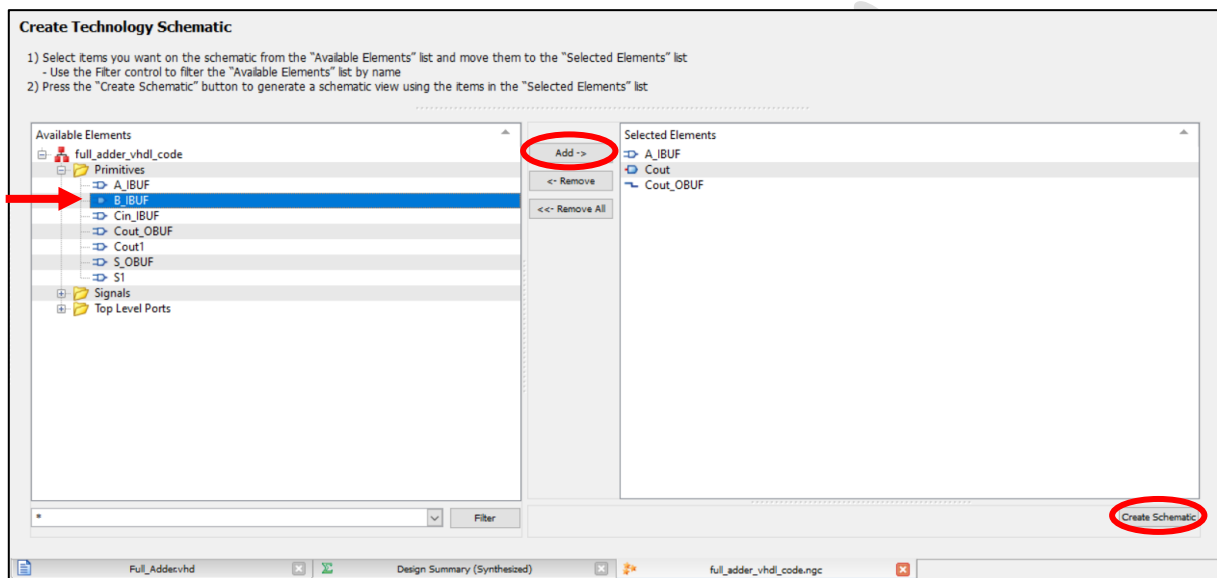 Create Technology Schematic
1) Select items you want on the schematic from the "Available Elements" list and move them to the "Selected Elements" list
- Use the Filter control to filter the "Available Elements" list by name
2) Press the "Create Schematic" button to generate a schematic view using the items in the "Selected Elements" list
Available Elements
full_adder_vhdl_code
Primitives
A_IBUF
B_IBUF
Cin_IBUF
Cout_OBUF
Cout1
S_OBUF
S1
Signals
Top Level Ports
Add ->
<- Remove
<<- Remove All
Selected Elements
A_IBUF
Cout
Cout_OBUF
*
Filter
Create Schematic
Full_Adder.vhd
Design Summary (Synthesized)
full_adder_vhdl_code.ngc